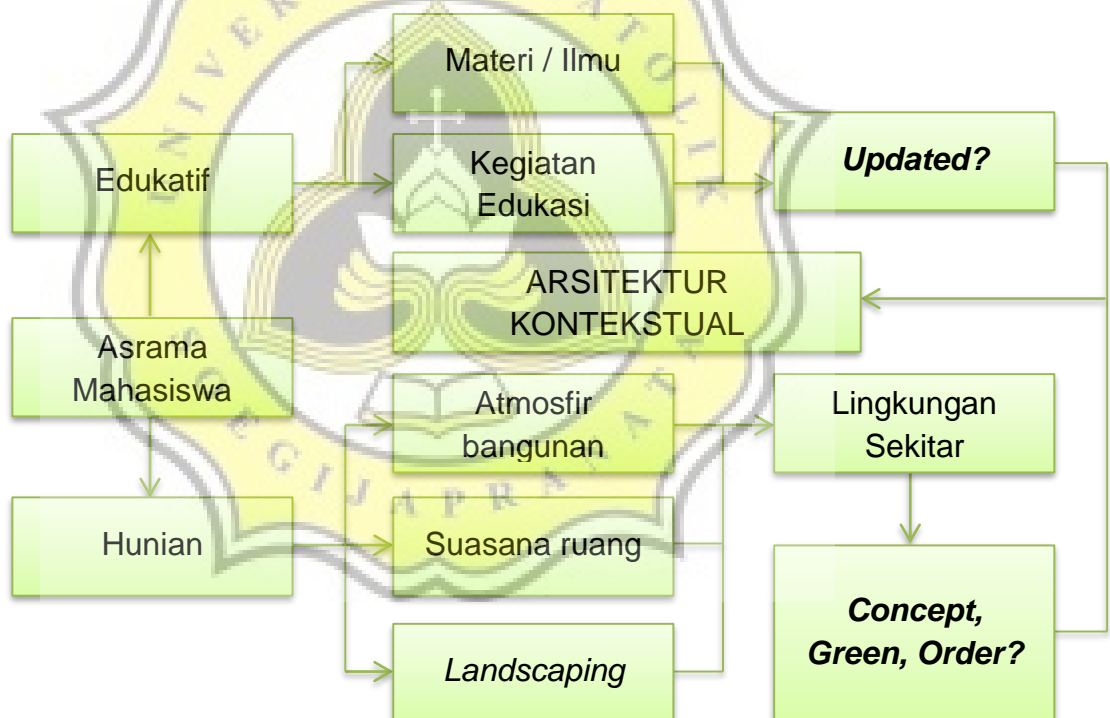 Materi / Ilmu
Edukatif
Kegiatan
Edukasi
Updated?
ARSITEKTUR
KONTEKSTUAL
Asrama
Mahasiswa
Atmosfir
bangunan
Lingkungan
Sekitar
Hunian
Suasana ruang
Concept,
Green, Order?
Landscaping
SOEGIJAPRANATA